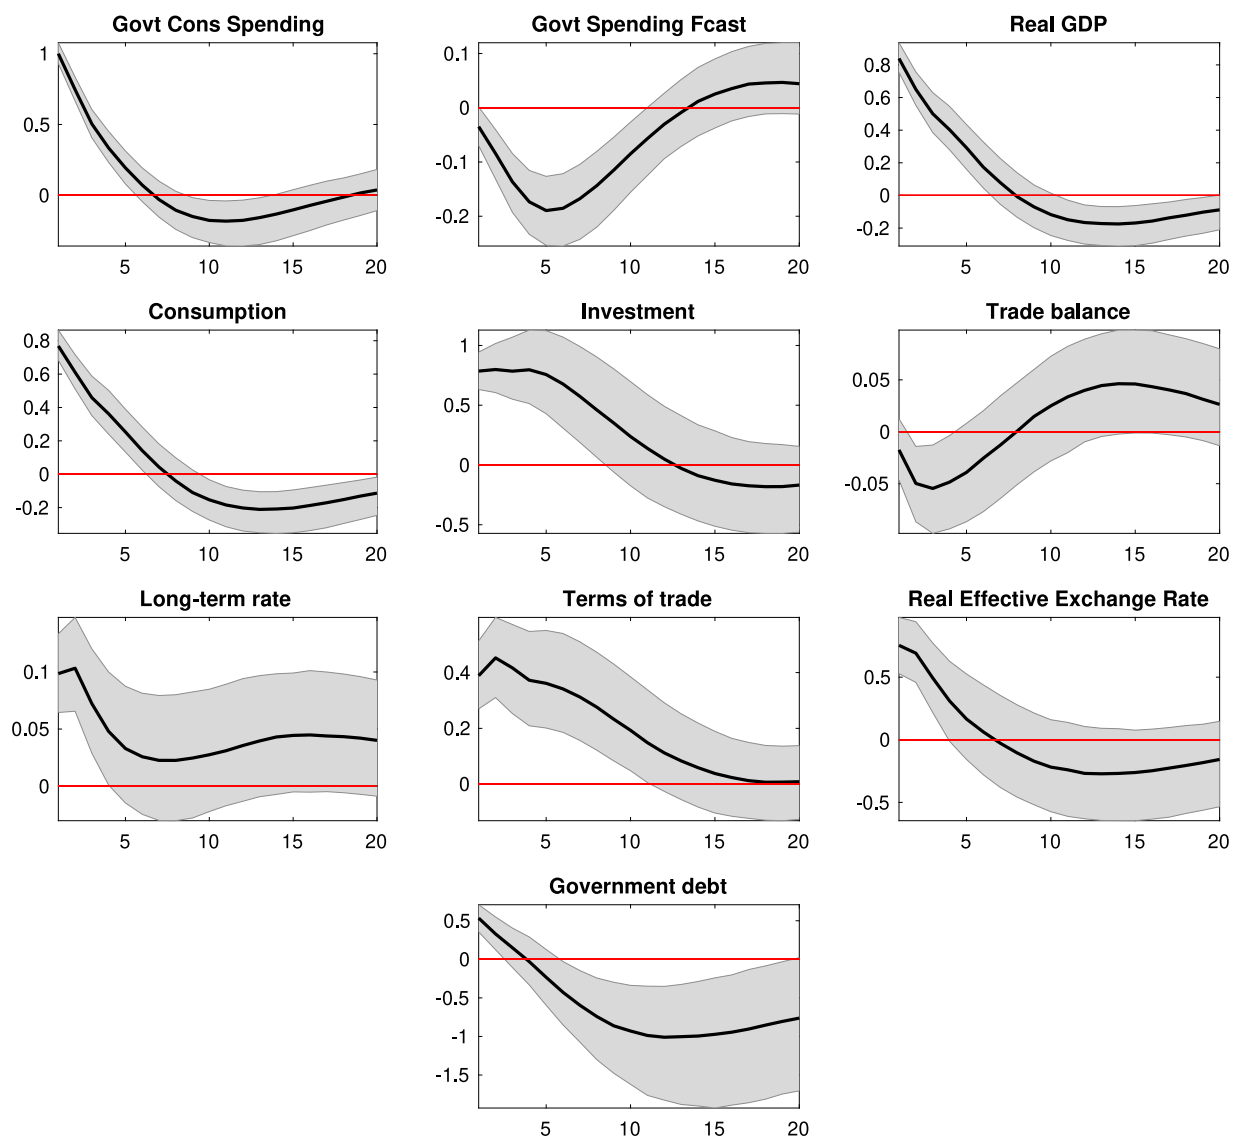 Govt Cons Spending
1
0.5
0
5 10 15 20
Govt Spending Fcast
0.1
0
-0.1
-0.2
5 10 15 20
Real GDP
0.8
0.6
0.4
0.2
0
-0.2
5 10 15 20
Consumption
0.8
0.6
0.4
0.2
0
-0.2
5 10 15 20
Investment
1
0.5
0
-0.5
5 10 15 20
Trade balance
0.05
0
-0.05
5 10 15 20
Long-term rate
0.1
0.05
0
5 10 15 20
Terms of trade
0.4
0.2
0
5 10 15 20
Real Effective Exchange Rate
0.5
0
-0.5
5 10 15 20
Government debt
0.5
0
-0.5
-1
-1.5
5 10 15 20